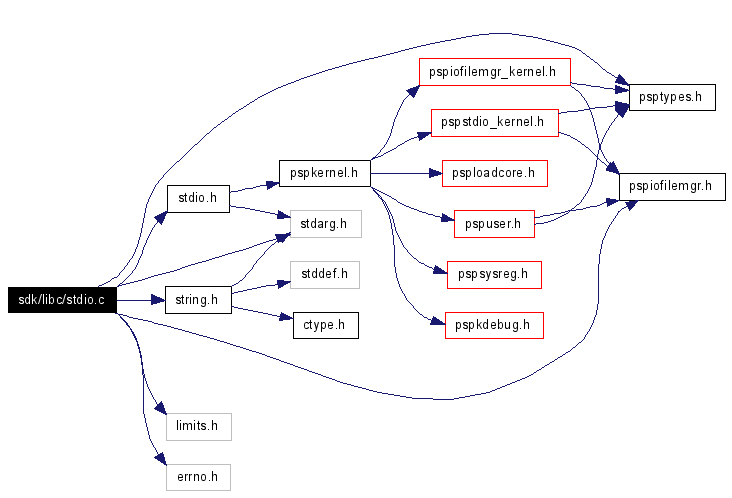 pspiofilemgr_kernel.h
psptypes.h
pspstdio_kernel.h
pspkernel.h
psploadcore.h
pspiofilemgr.h
stdio.h
stdarg.h
pspuser.h
stddef.h
pspsysreg.h
sdk/libc/stdio.c
string.h
ctype.h
pspkdebug.h
limits.h
errno.h